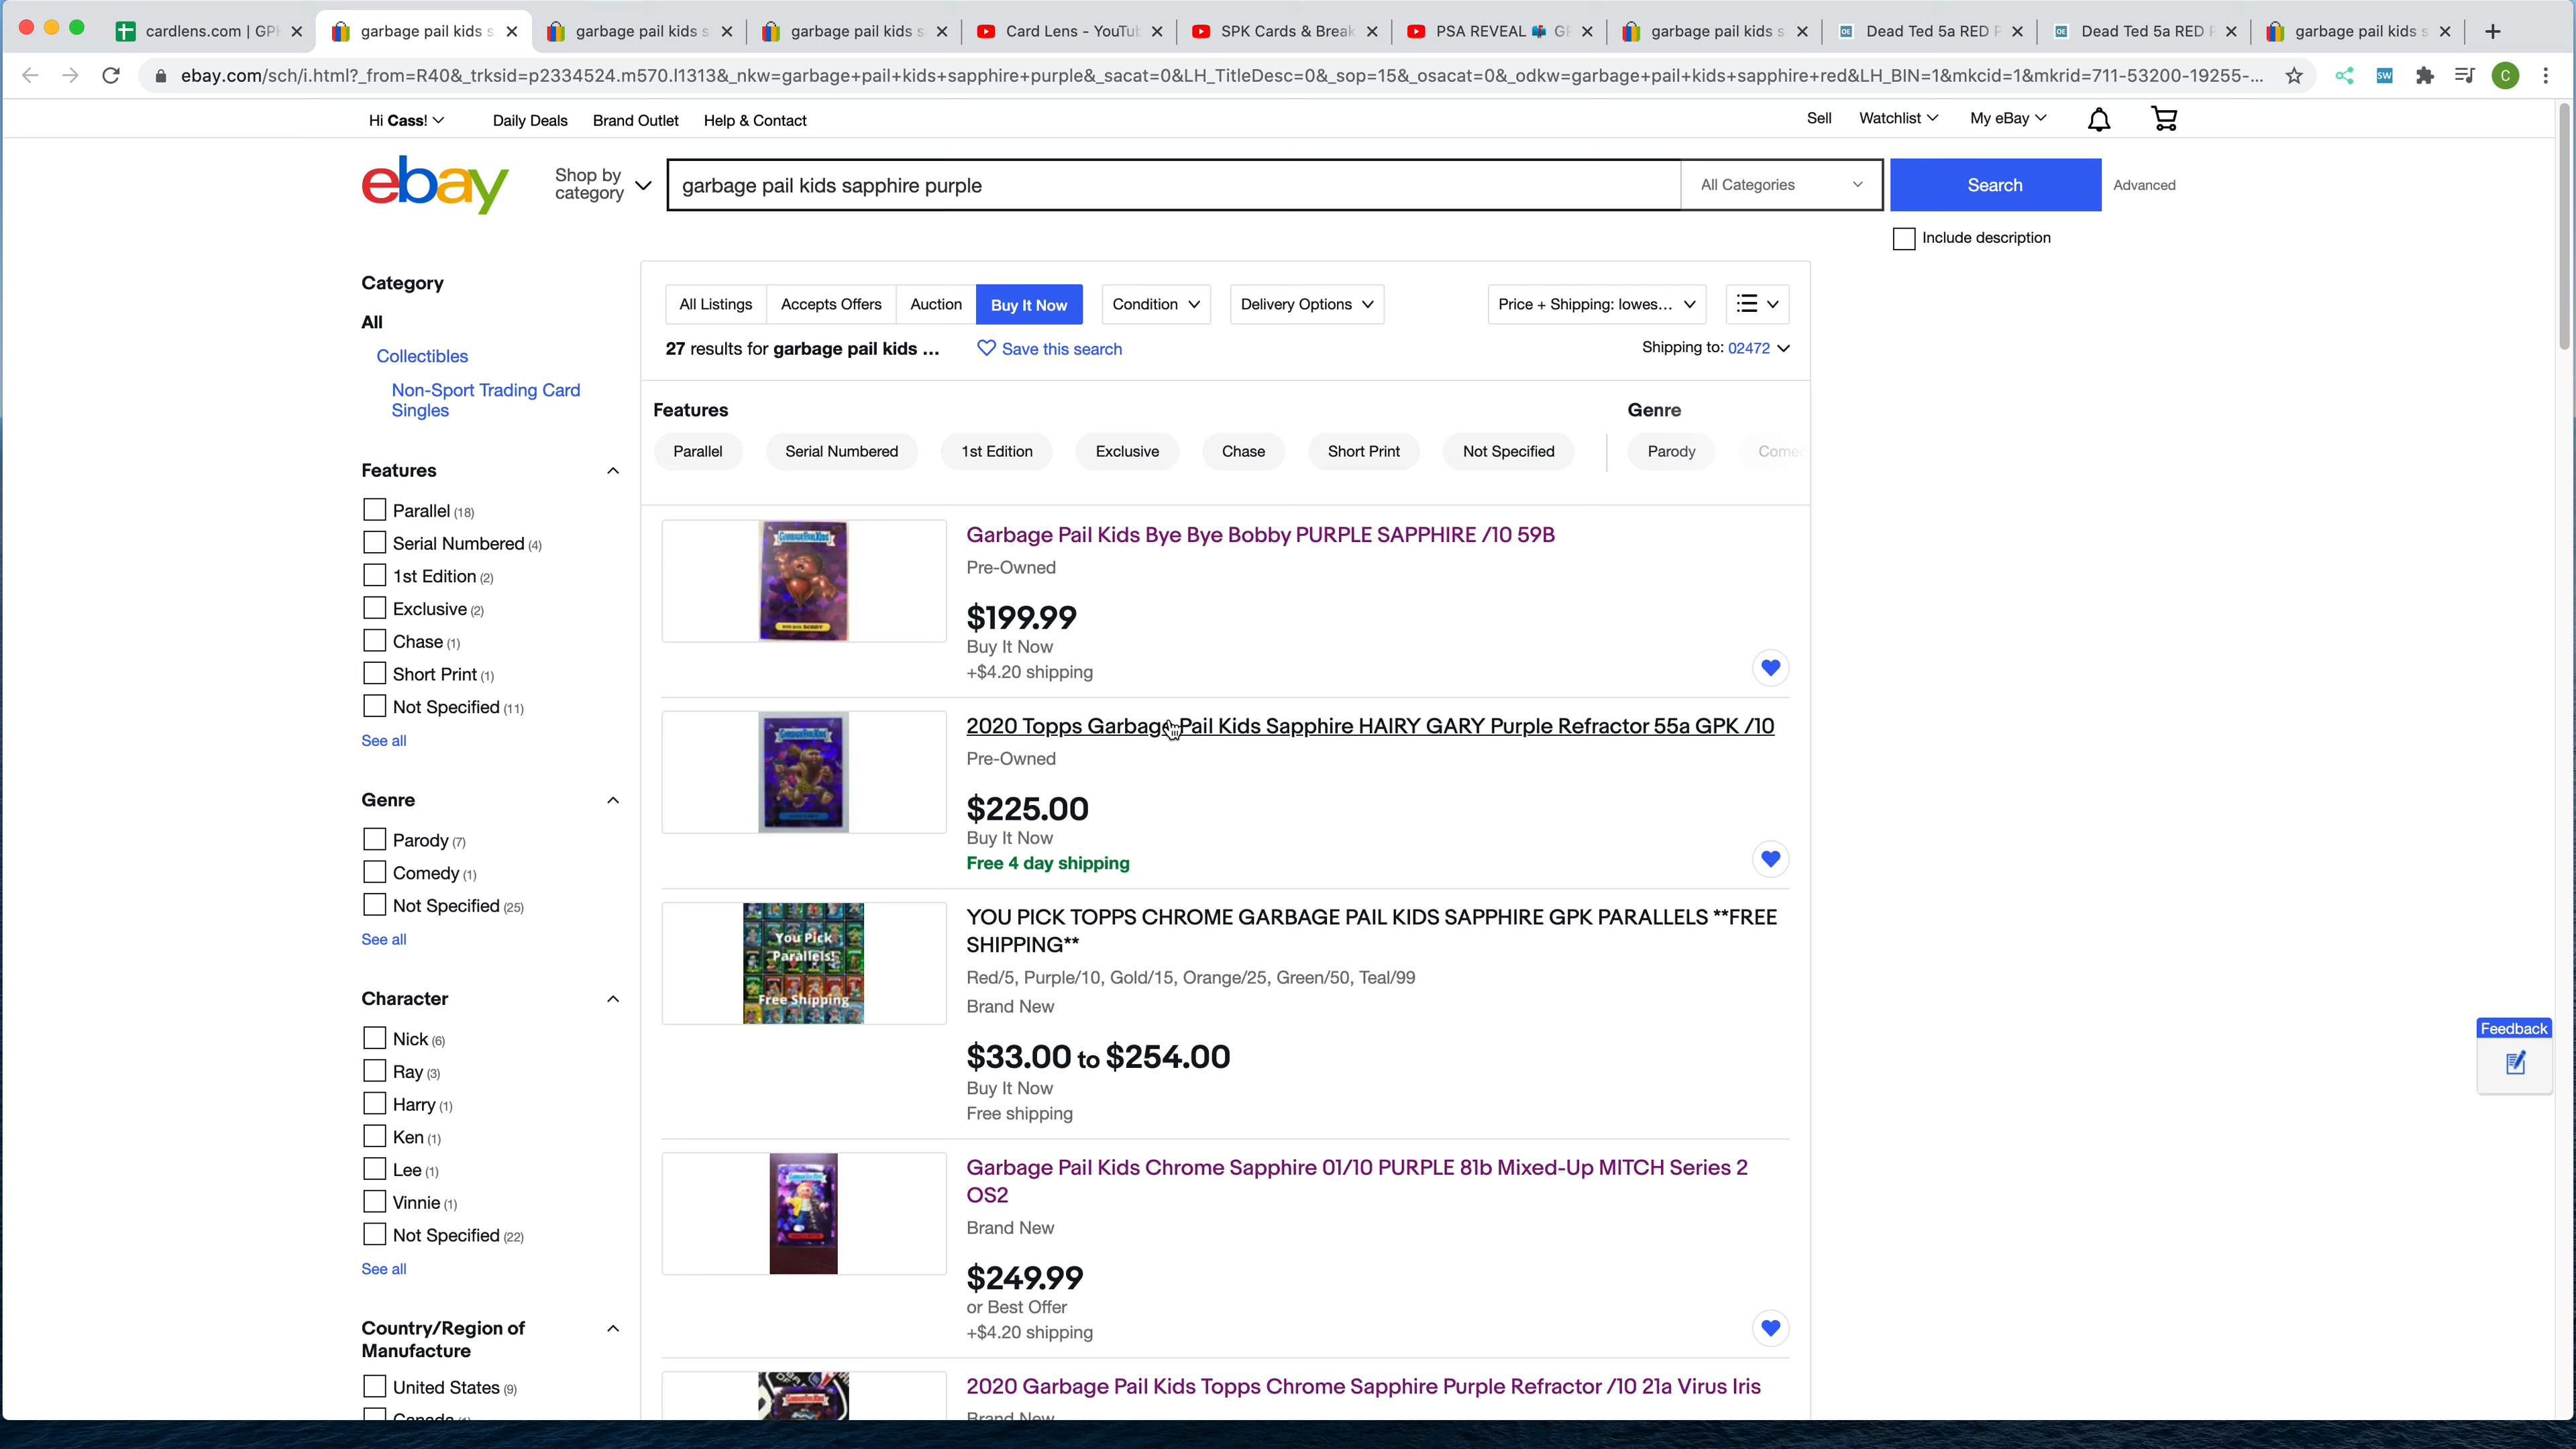 cardlens.com | GP
garbage pail kids s
garbage pail kids s
garbage pail kids s
Card Lens - YouTu
SPK Cards & Break
PSA REVEAL
garbage pail kids s
Dead Ted 5a RED
Dead Ted 5a RED
garbage pail kids s
ebay.com/sch/i.html?_from=R40&_trksid=p2334524.m570.l1313&_nkw=garbage+pail+kids+sapphire+purple&_sacat=0&LH_TitleDesc=0&_sop=15&_osacat=0&_odkw=garbage+pail+kids+sapphire+red&LH_BIN=1&mkcid=1&mkrid=711-53200-19255-...
SW
C
Hi Cass!
Daily Deals
Brand Outlet
Help & Contact
Sell
Watchlist
My eBay
ebay
Shop by category
garbage pail kids sapphire purple
All Categories
Search
Advanced
Include description
Category
All
Collectibles
Non-Sport Trading Card
Singles
Features
Parallel (18)
Serial Numbered (4)
1st Edition (2)
Exclusive (2)
Chase (1)
Short Print (1)
Not Specified (11)
See all
Genre
Parody (7)
Comedy (1)
Not Specified (25)
See all
Character
Nick (6)
Ray (3)
Harry (1)
Ken (1)
Lee (1)
Vinnie (1)
Not Specified (22)
See all
Country/Region of
Manufacture
United States (9)
Canada
All Listings
Accepts Offers
Auction
Buy It Now
Condition
Delivery Options
Price + Shipping: lowes...
27 results for garbage pail kids ...
Save this search
Shipping to: 02472
Features
Genre
Parallel
Serial Numbered
1st Edition
Exclusive
Chase
Short Print
Not Specified
Parody
Come
Garbage Pail Kids Bye Bye Bobby PURPLE SAPPHIRE /10 59B
Pre-Owned
$199.99
Buy It Now
+$4.20 shipping
2020 Topps Garbage Pail Kids Sapphire HAIRY GARY Purple Refractor 55a GPK /10
Pre-Owned
$225.00
Buy It Now
Free 4 day shipping
You Pick
Parallels!
Free Shipping
YOU PICK TOPPS CHROME GARBAGE PAIL KIDS SAPPHIRE GPK PARALLELS **FREE
SHIPPING**
Red/5, Purple/10, Gold/15, Orange/25, Green/50, Teal/99
Brand New
$33.00 to $254.00
Buy It Now
Free shipping
Garbage Pail Kids Chrome Sapphire 01/10 PURPLE 81b Mixed-Up MITCH Series 2
OS2
Brand New
$249.99
or Best Offer
+$4.20 shipping
2020 Garbage Pail Kids Topps Chrome Sapphire Purple Refractor /10 21a Virus Iris
Brand New
Feedback